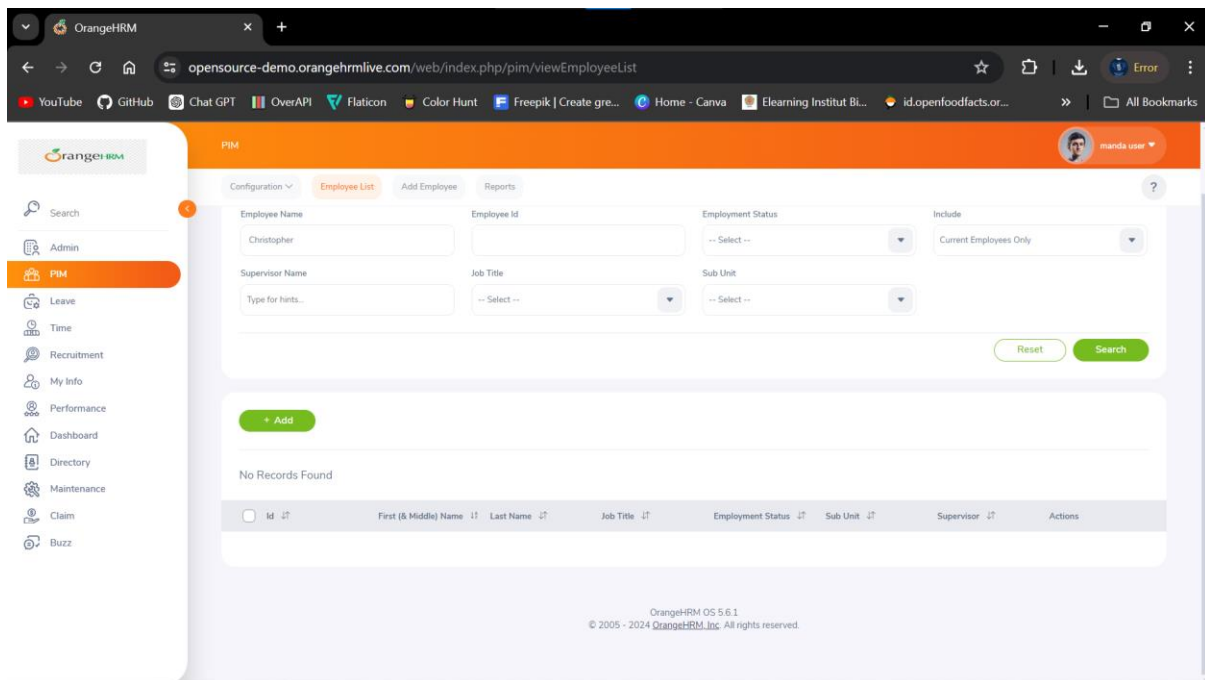 OrangeHRM
opensource-demo.orangehrmlive.com/web/index.php/pim/viewEmployeeList
Error
YouTube GitHub Chat GPT OverAPI Flaticon Color Hunt Freepik | Create gre... Home - Canva Elearning Institut Bi... id.openfoodfacts.or... » All Bookmarks
OrangeHRM
PIM
manda user
Configuration Employee List Add Employee Reports ?
Search
Admin
PIM
Leave
Time
Recruitment
My Info
Performance
Dashboard
Directory
Maintenance
Claim
Buzz
Employee Name Employee Id Employment Status Include
Christopher -- Select -- Current Employees Only
Supervisor Name Job Title Sub Unit
Type for hints... -- Select -- -- Select --
Reset Search
+ Add
No Records Found
Id First (& Middle) Name Last Name Job Title Employment Status Sub Unit Supervisor Actions
OrangeHRM OS 5.6.1
© 2005 - 2024 OrangeHRM, Inc. All rights reserved.